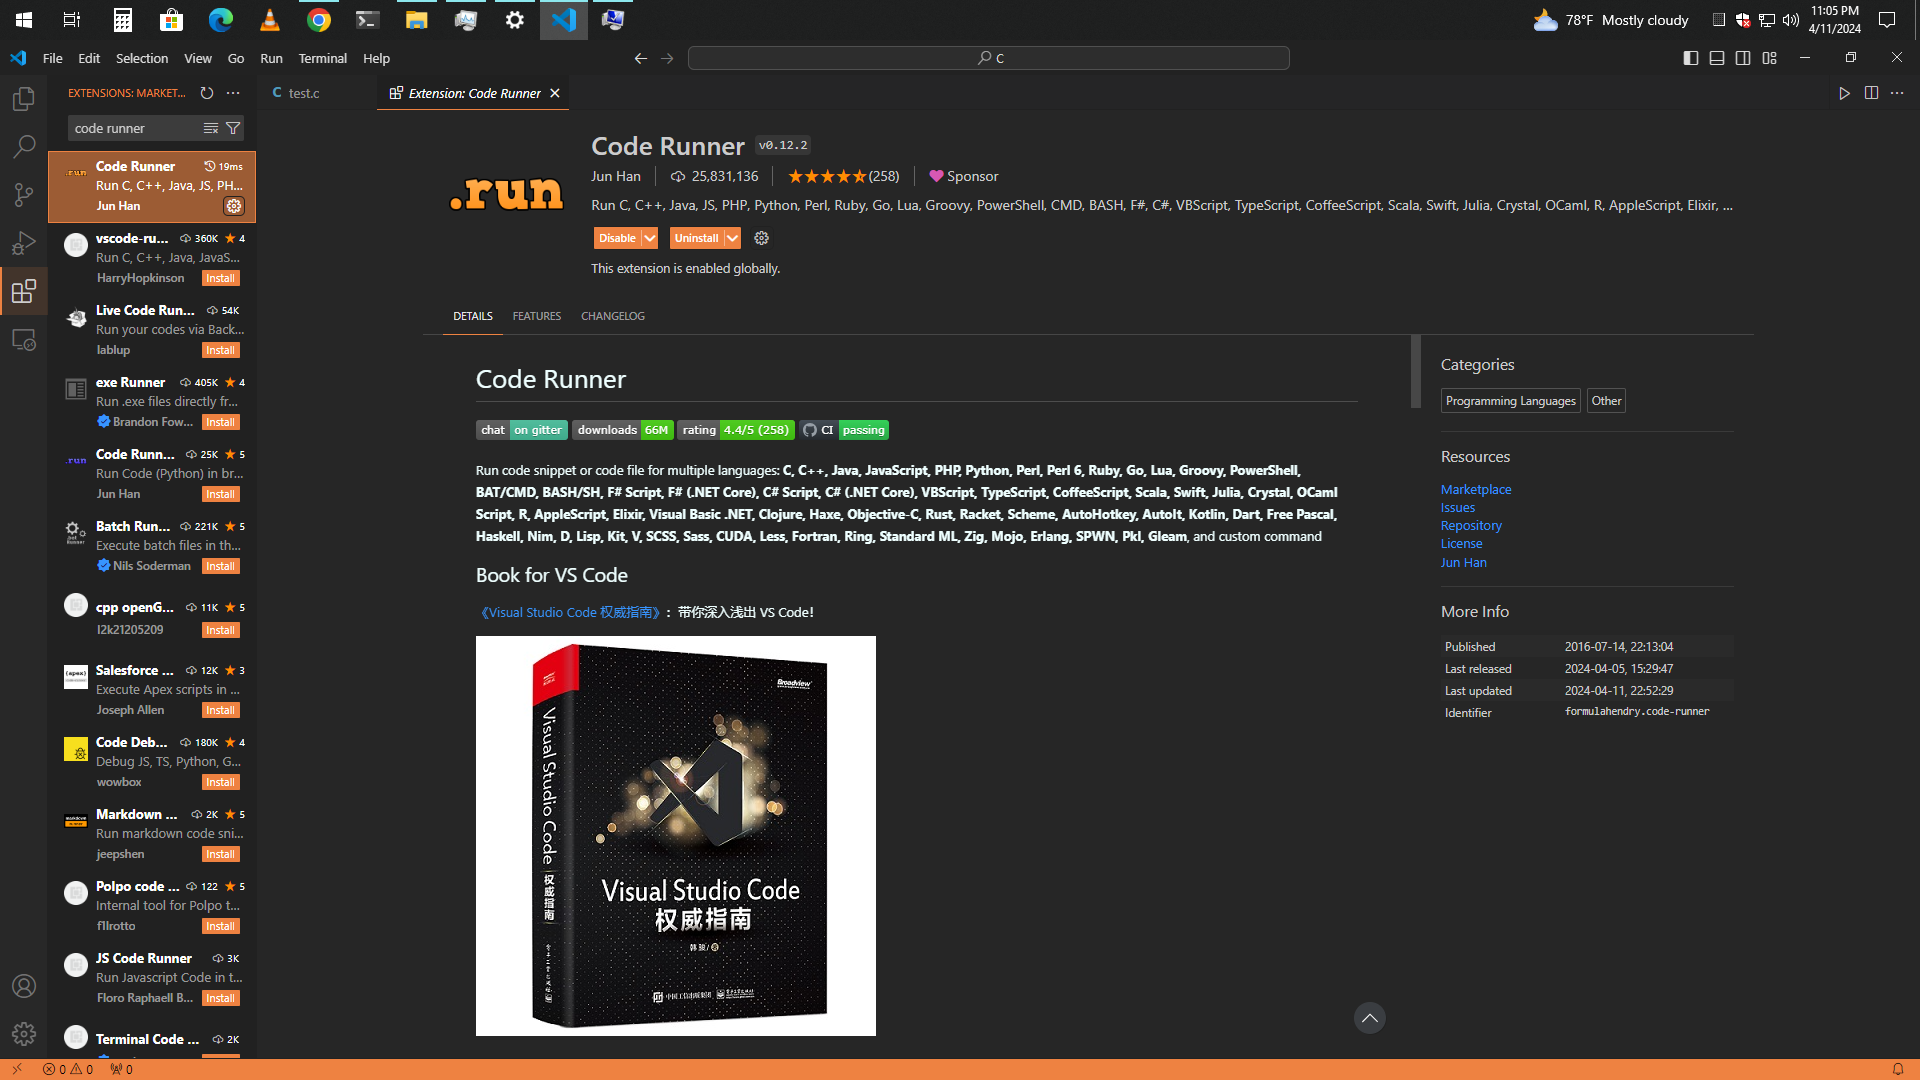 78°F Mostly cloudy
11:05 PM
4/11/2024
File Edit Selection View Go Run Terminal Help
C
EXTENSIONS: MARKET...
C test.c
Extension: Code Runner
code runner
Code Runner 19ms
Run C, C++, Java, JS, PH...
Jun Han
vscode-ru... 360K 4
Run C, C++, Java, JavaS...
HarryHopkinson Install
Live Code Run... 54K
Run your codes via Back...
lablup Install
exe Runner 405K 4
Run .exe files directly fr...
Brandon Fow... Install
.run
Code Runn... 25K 5
Run Code (Python) in br...
Jun Han Install
Batch Run... 221K 5
Execute batch files in th...
Nils Soderman Install
cpp openG... 11K 5
l2k21205209 Install
Salesforce ... 12K 3
Execute Apex scripts in ...
Joseph Allen Install
Code Deb... 180K 4
Debug JS, TS, Python, G...
wowbox Install
Markdown ... 2K 5
Run markdown code sni...
jeepshen Install
Polpo code ... 122 5
Internal tool for Polpo t...
f1lrotto Install
JS Code Runner 3K
Run Javascript Code in t...
Floro Raphaell B... Install
Terminal Code ... 2K
.run
Code Runner v0.12.2
Jun Han 25,831,136 (258) Sponsor
Run C, C++, Java, JS, PHP, Python, Perl, Ruby, Go, Lua, Groovy, PowerShell, CMD, BASH, F#, C#, VBScript, TypeScript, CoffeeScript, Scala, Swift, Julia, Crystal, OCaml, R, AppleScript, Elixir, ...
Disable Uninstall
This extension is enabled globally.
DETAILS FEATURES CHANGELOG
Code Runner
chat on gitter downloads 66M rating 4.4/5 (258) CI passing
Run code snippet or code file for multiple languages: C, C++, Java, JavaScript, PHP, Python, Perl, Perl 6, Ruby, Go, Lua, Groovy, PowerShell,
BAT/CMD, BASH/SH, F# Script, F# (.NET Core), C# Script, C# (.NET Core), VBScript, TypeScript, CoffeeScript, Scala, Swift, Julia, Crystal, OCaml
Script, R, AppleScript, Elixir, Visual Basic .NET, Clojure, Haxe, Objective-C, Rust, Racket, Scheme, AutoHotkey, AutoIt, Kotlin, Dart, Free Pascal,
Haskell, Nim, D, Lisp, Kit, V, SCSS, Sass, CUDA, Less, Fortran, Ring, Standard ML, Zig, Mojo, Erlang, SPWN, Pkl, Gleam, and custom command
Book for VS Code
《Visual Studio Code 权威指南》：带你深入浅出 VS Code！
Broadview
Visual Studio Code 权威指南
Visual Studio Code
权威指南
Categories
Programming Languages Other
Resources
Marketplace
Issues
Repository
License
Jun Han
More Info
Published 2016-07-14, 22:13:04
Last released 2024-04-05, 15:29:47
Last updated 2024-04-11, 22:52:29
Identifier formulahendry.code-runner
0 0 0